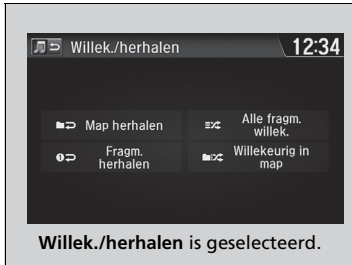 Willek./herhalen
12:34
Map herhalen
Alle fragm.
willek.
Fragm.
herhalen
Willekeurig in
map
Willek./herhalen is geselecteerd.